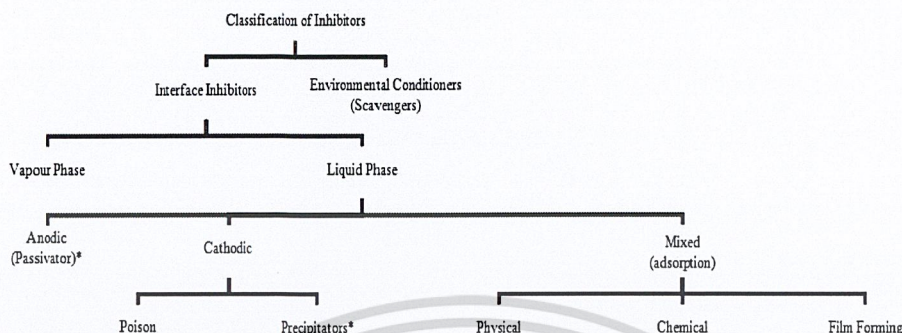 Classification of Inhibitors
Interface Inhibitors
Environmental Conditioners
(Scavengers)
Vapour Phase
Liquid Phase
Anodic
(Passivator)*
Cathodic
Mixed
(adsorption)
Poison
Precipitators*
Physical
Chemical
Film Forming